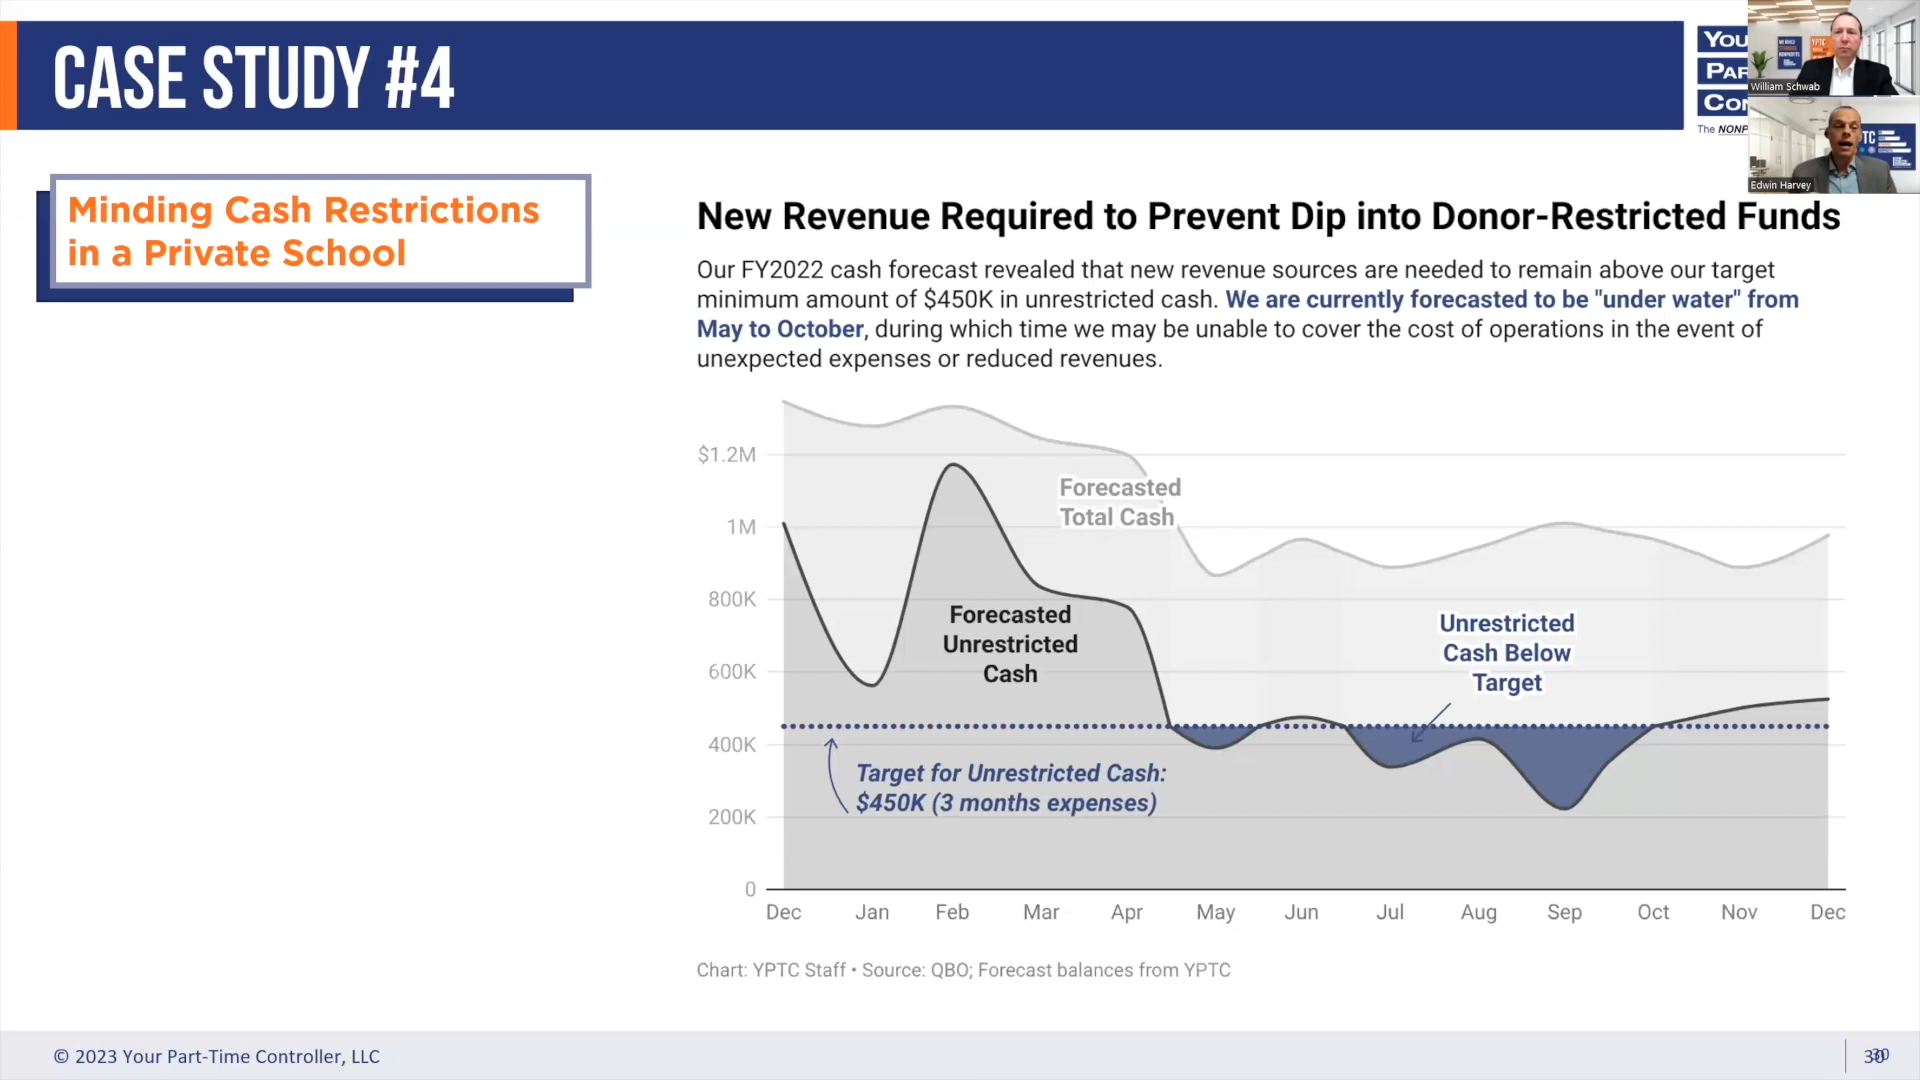 CASE STUDY #4
You
Par
Co
The NONP
William Schwab
Edwin Harvey
Minding Cash Restrictions
in a Private School
New Revenue Required to Prevent Dip into Donor-Restricted Funds
Our FY2022 cash forecast revealed that new revenue sources are needed to remain above our target
minimum amount of $450K in unrestricted cash. We are currently forecasted to be "under water" from
May to October, during which time we may be unable to cover the cost of operations in the event of
unexpected expenses or reduced revenues.
$1.2M
1M
800K
600K
400K
200K
0
Forecasted
Total Cash
Forecasted
Unrestricted
Cash
Unrestricted
Cash Below
Target
Target for Unrestricted Cash:
$450K (3 months expenses)
Dec Jan Feb Mar Apr May Jun Jul Aug Sep Oct Nov Dec
Chart: YPTC Staff • Source: QBO; Forecast balances from YPTC
© 2023 Your Part-Time Controller, LLC
30